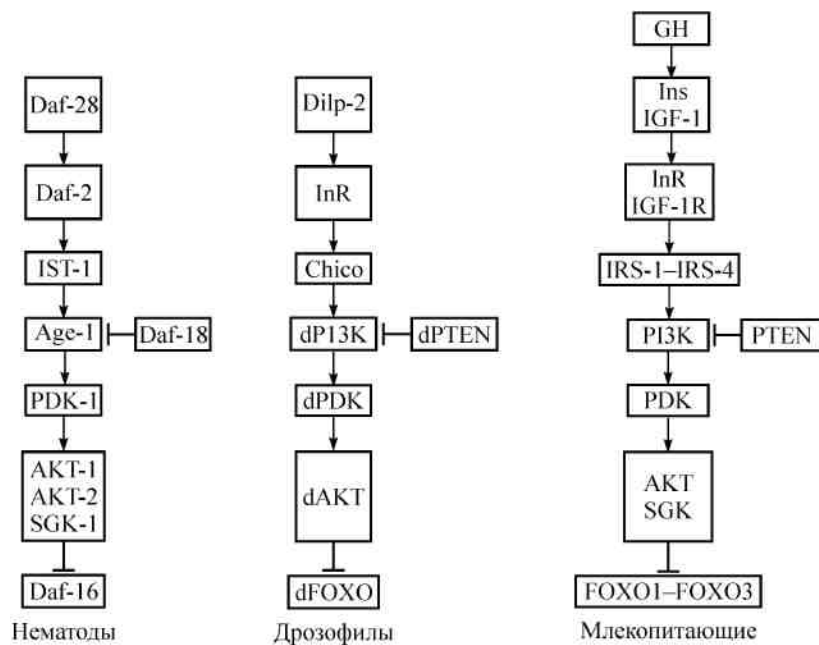 GH
Daf-28
Dilp-2
Ins
IGF-1
Daf-2
InR
InR
IGF-1R
IST-1
Chico
IRS-1–IRS-4
Age-1
Daf-18
dP13K
dPTEN
PI3K
PTEN
PDK-1
dPDK
PDK
AKT-1
AKT-2
SGK-1
dAKT
AKT
SGK
Daf-16
dFOXO
FOXO1–FOXO3
Нематоды
Дрозофилы
Млекопитающие